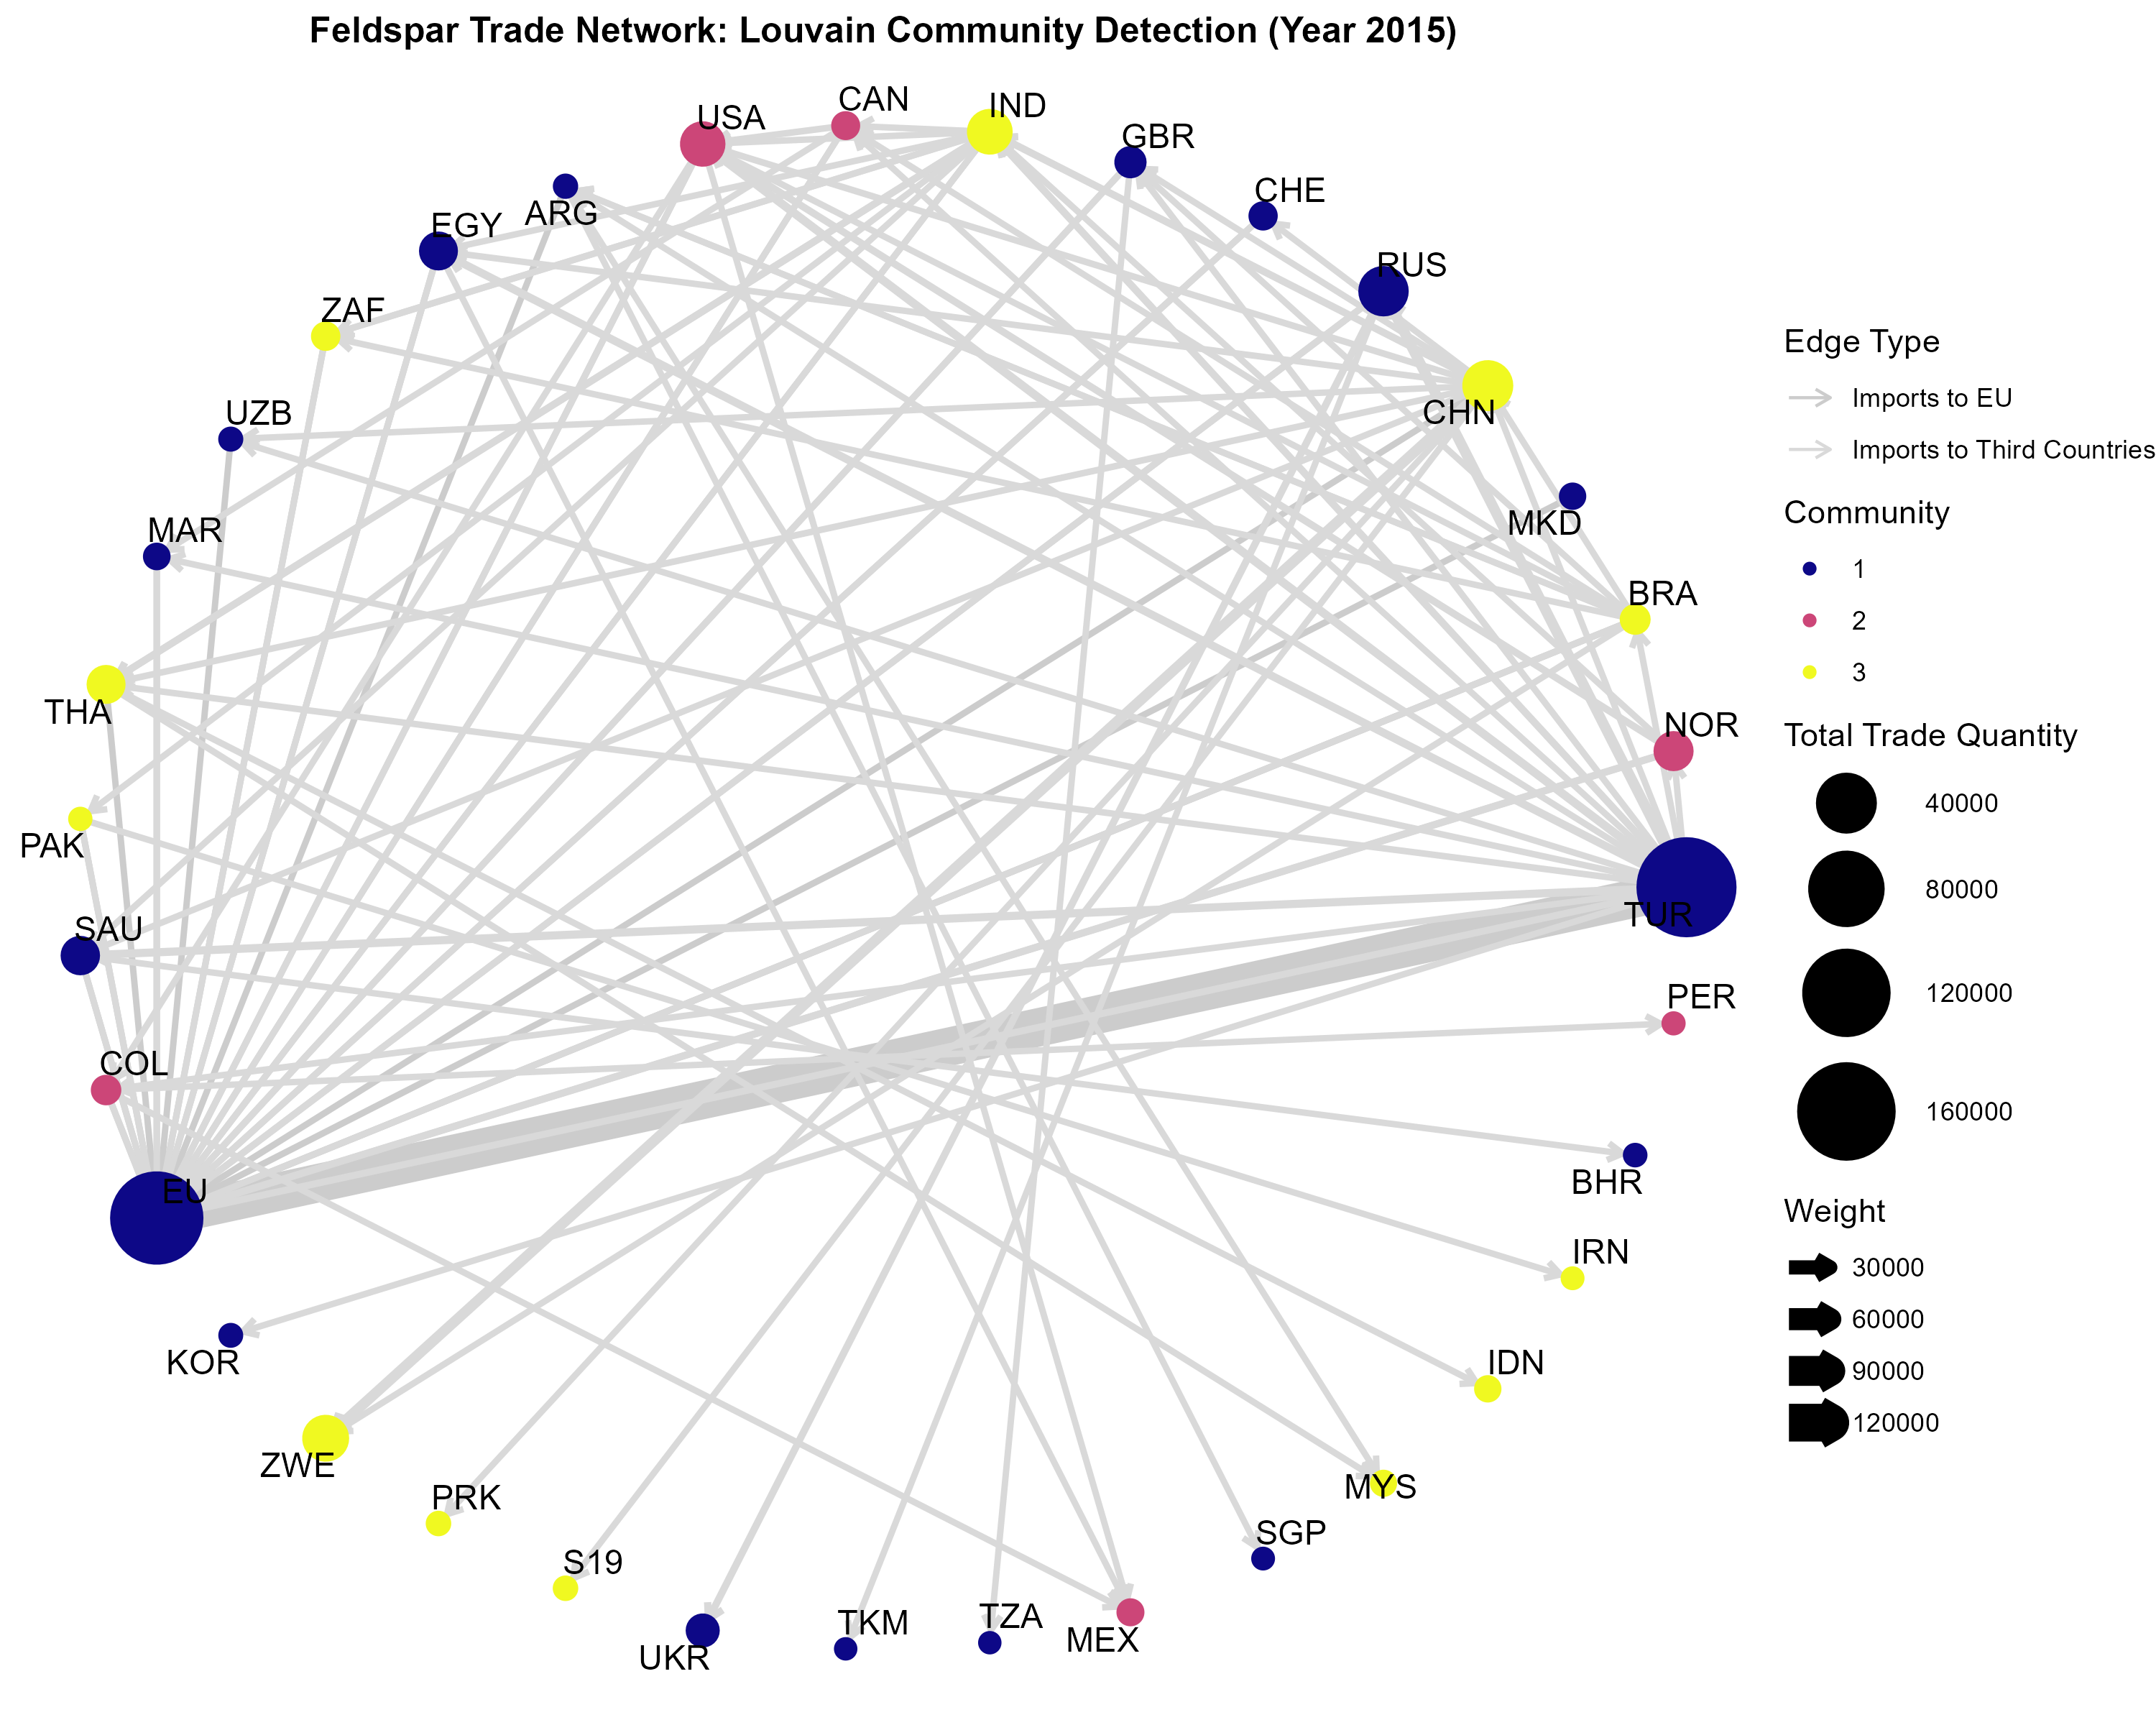 Feldspar Trade Network: Louvain Community Detection (Year 2015)
USA
CAN
IND
GBR
CHE
ARG
EGY
RUS
ZAF
CHN
UZB
MKD
MAR
BRA
THA
NOR
PAK
TUR
SAU
PER
COL
BHR
EU
IRN
KOR
IDN
ZWE
MYS
PRK
SGP
S19
TKM
TZA
MEX
UKR
Edge Type
Imports to EU
Imports to Third Countries
Community
1
2
3
Total Trade Quantity
40000
80000
120000
160000
Weight
30000
60000
90000
120000